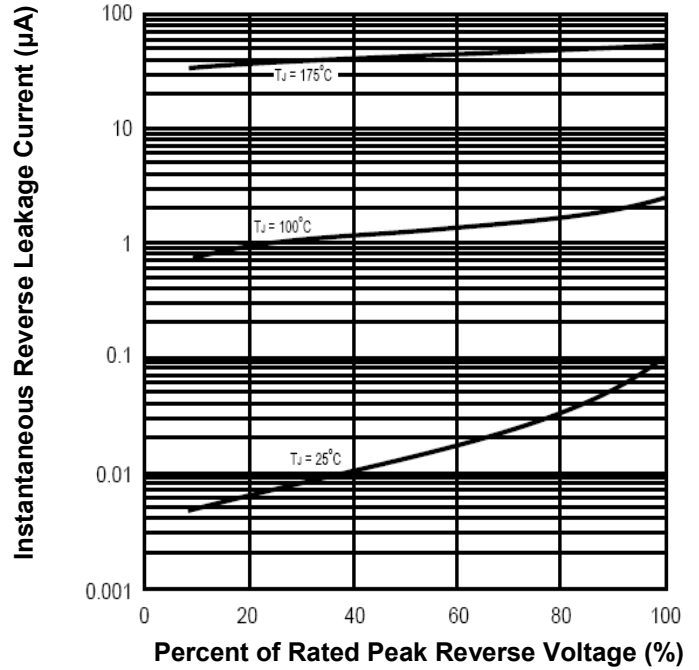 Instantaneous Reverse Leakage Current (µA)
100
10
1
0.1
0.01
0.001
TJ = 175°C
TJ = 100°C
TJ = 25°C
0 20 40 60 80 100
Percent of Rated Peak Reverse Voltage (%)